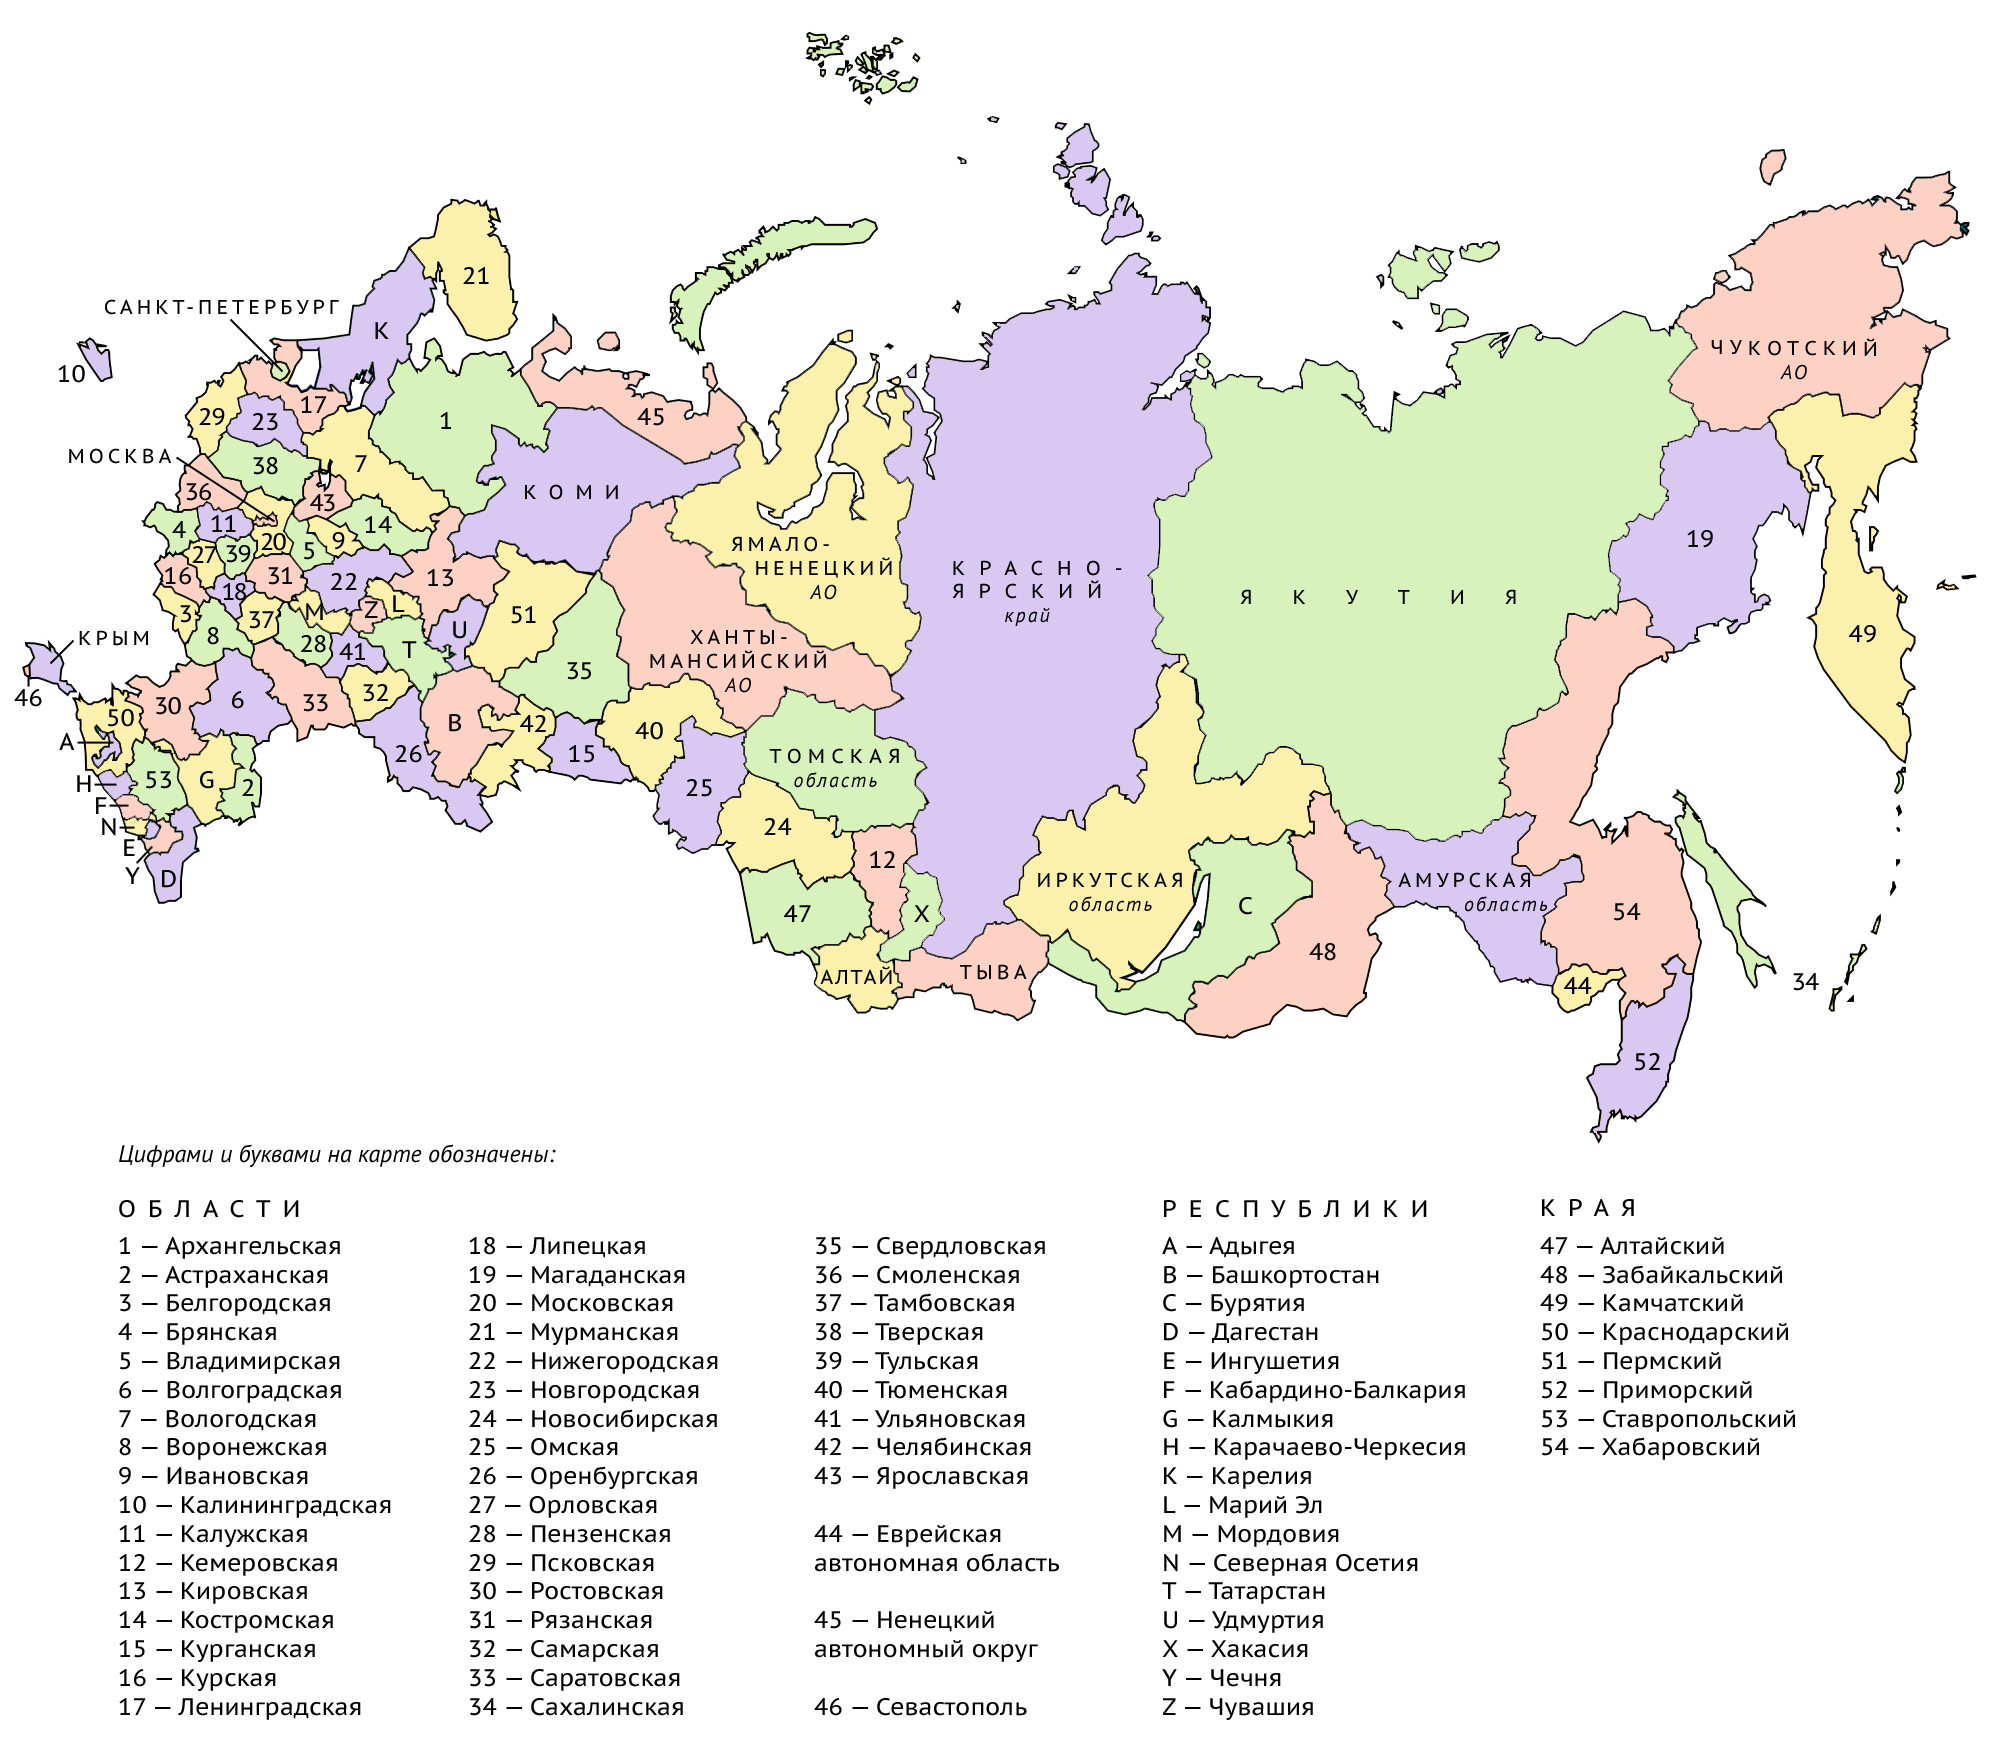 САНКТ-ПЕТЕРБУРГ
21
К
10
ЧУКОТСКИЙ
АО
29
23
17
1
45
МОСКВА
38
7
КОМИ
36
43
4
11
14
ЯМАЛО-
НЕНЕЦКИЙ
АО
КРАСНО-
ЯРСКИЙ
край
19
27
39
20
5
9
16
31
22
13
18
Z
L
51
ЯКУТИЯ
3
M
37
8
28
41
T
U
49
КРЫМ
ХАНТЫ-
МАНСИЙСКИЙ
АО
35
46
30
6
33
32
50
B
42
40
A
26
15
ТОМСКАЯ
область
H
53
G
2
25
F
N
24
E
Y
D
12
ИРКУТСКАЯ
область
АМУРСКАЯ
область
47
X
C
54
48
АЛТАЙ
ТЫВА
44
34
52
Цифрами и буквами на карте обозначены:
ОБЛАСТИ
1 – Архангельская
2 – Астраханская
3 – Белгородская
4 – Брянская
5 – Владимирская
6 – Волгоградская
7 – Вологодская
8 – Воронежская
9 – Ивановская
10 – Калининградская
11 – Калужская
12 – Кемеровская
13 – Кировская
14 – Костромская
15 – Курганская
16 – Курская
17 – Ленинградская
18 – Липецкая
19 – Магаданская
20 – Московская
21 – Мурманская
22 – Нижегородская
23 – Новгородская
24 – Новосибирская
25 – Омская
26 – Оренбургская
27 – Орловская
28 – Пензенская
29 – Псковская
30 – Ростовская
31 – Рязанская
32 – Самарская
33 – Саратовская
34 – Сахалинская
35 – Свердловская
36 – Смоленская
37 – Тамбовская
38 – Тверская
39 – Тульская
40 – Тюменская
41 – Ульяновская
42 – Челябинская
43 – Ярославская
44 – Еврейская
автономная область
45 – Ненецкий
автономный округ
46 – Севастополь
РЕСПУБЛИКИ
A – Адыгея
B – Башкортостан
C – Бурятия
D – Дагестан
E – Ингушетия
F – Кабардино-Балкария
G – Калмыкия
H – Карачаево-Черкесия
K – Карелия
L – Марий Эл
M – Мордовия
N – Северная Осетия
T – Татарстан
U – Удмуртия
X – Хакасия
Y – Чечня
Z – Чувашия
КРАЯ
47 – Алтайский
48 – Забайкальский
49 – Камчатский
50 – Краснодарский
51 – Пермский
52 – Приморский
53 – Ставропольский
54 – Хабаровский